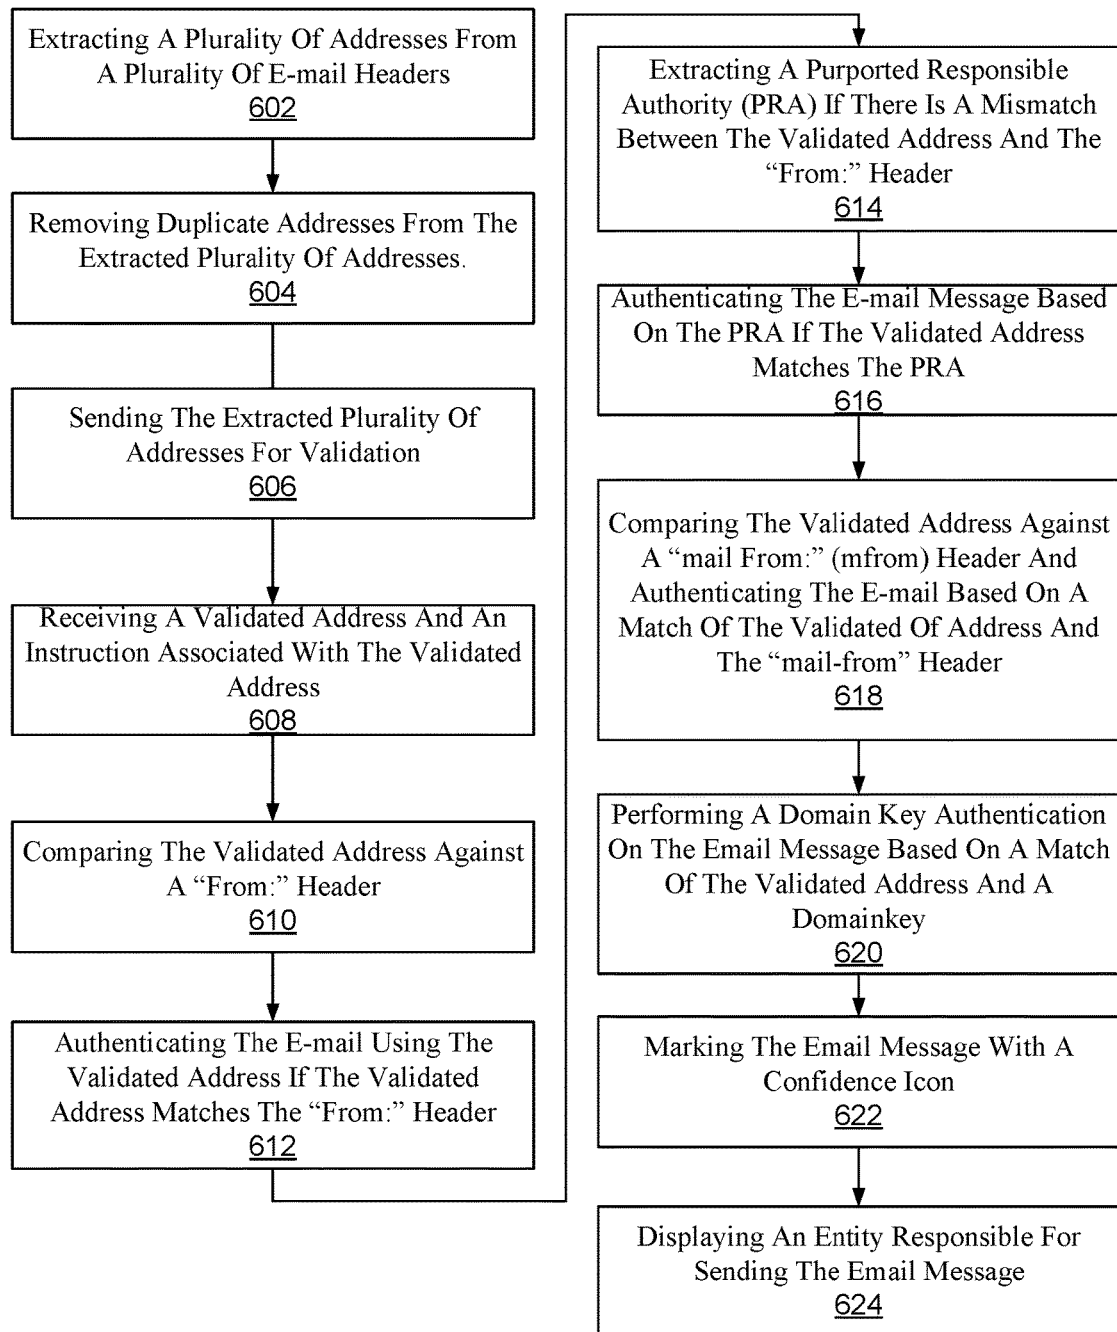 Extracting A Plurality Of Addresses From
A Plurality Of E-mail Headers
602
Removing Duplicate Addresses From The
Extracted Plurality Of Addresses.
604
Sending The Extracted Plurality Of
Addresses For Validation
606
Receiving A Validated Address And An
Instruction Associated With The Validated
Address
608
Comparing The Validated Address Against
A “From:” Header
610
Authenticating The E-mail Using The
Validated Address If The Validated
Address Matches The “From:” Header
612
Extracting A Purported Responsible
Authority (PRA) If There Is A Mismatch
Between The Validated Address And The
“From:” Header
614
Authenticating The E-mail Message Based
On The PRA If The Validated Address
Matches The PRA
616
Comparing The Validated Address Against
A “mail From:” (mfrom) Header And
Authenticating The E-mail Based On A
Match Of The Validated Of Address And
The “mail-from” Header
618
Performing A Domain Key Authentication
On The Email Message Based On A Match
Of The Validated Address And A
Domainkey
620
Marking The Email Message With A
Confidence Icon
622
Displaying An Entity Responsible For
Sending The Email Message
624